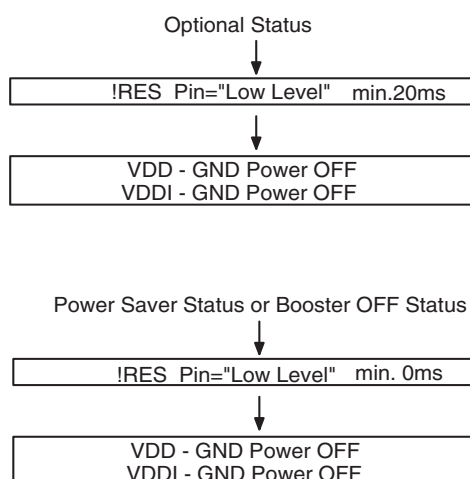 Optional Status
!RES Pin="Low Level" min.20ms
VDD - GND Power OFF
VDDI - GND Power OFF
Power Saver Status or Booster OFF Status
!RES Pin="Low Level" min. 0ms
VDD - GND Power OFF
VDDI - GND Power OFF